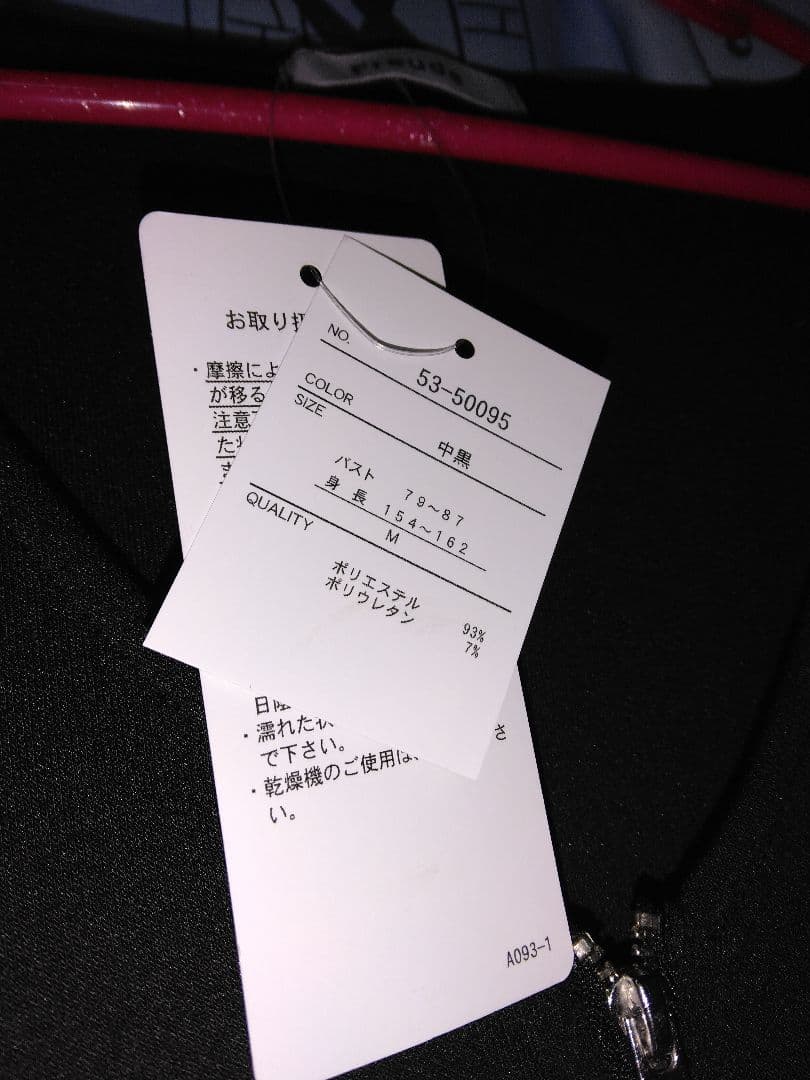 お取り扱
・摩擦によ
が移る
注意
た
NO.
53-50095
COLOR
中黒
SIZE
バスト 79～87
身長 154～162
M
QUALITY
ポリエステル 93%
ポリウレタン 7%
日陰
・濡れた状 さ
で下さい。
・乾燥機のご使用は、
い。
A093-1